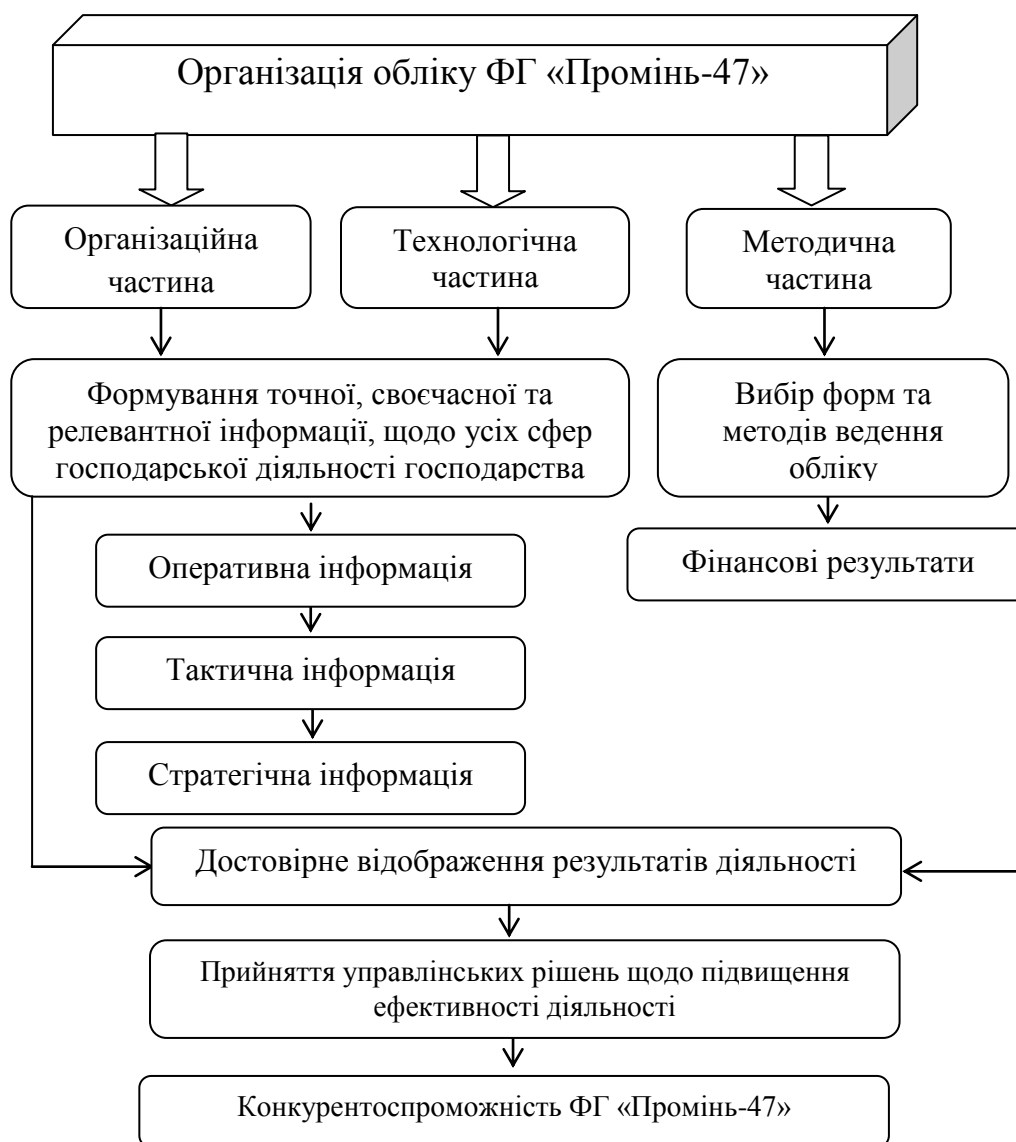 Організація обліку ФГ «Промінь-47»
Організаційна
частина
Технологічна
частина
Методична
частина
Формування точної, своєчасної та
релевантної інформації, щодо усіх сфер
господарської діяльності господарства
Вибір форм та
методів ведення
обліку
Оперативна інформація
Фінансові результати
Тактична інформація
Стратегічна інформація
Достовірне відображення результатів діяльності
Прийняття управлінських рішень щодо підвищення
ефективності діяльності
Конкурентоспроможність ФГ «Промінь-47»